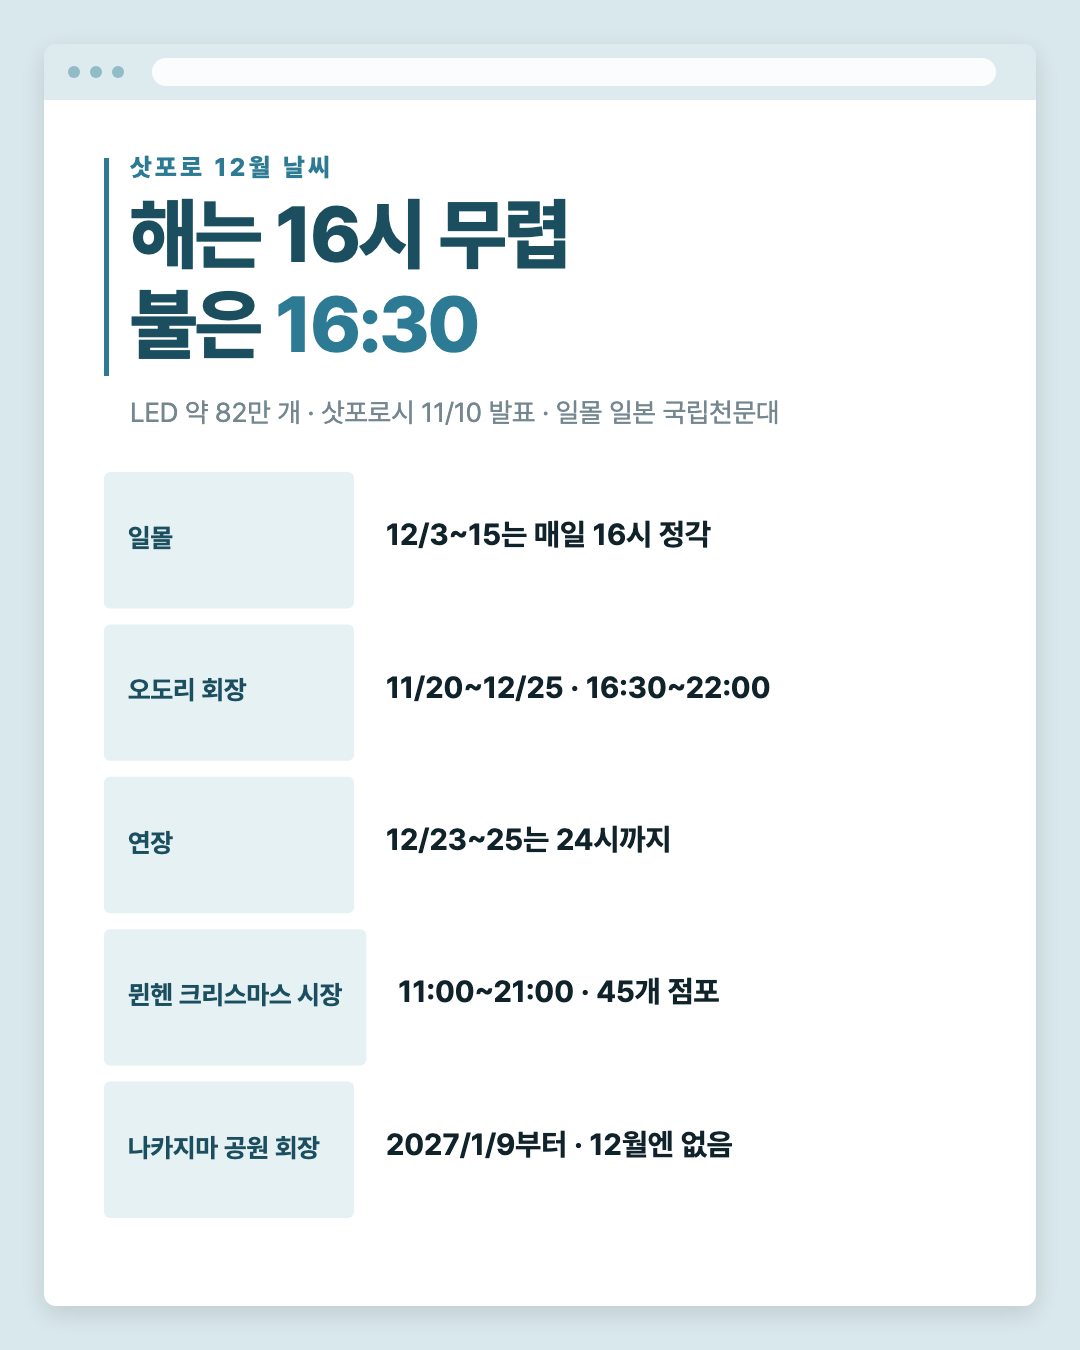 삿포로 12월 날씨
해는 16시 무렵
불은 16:30
LED 약 82만 개 · 삿포로시 11/10 발표 · 일몰 일본 국립천문대
일몰
12/3~15는 매일 16시 정각
오도리 회장
11/20~12/25 · 16:30~22:00
연장
12/23~25는 24시까지
뮌헨 크리스마스 시장
11:00~21:00 · 45개 점포
나카지마 공원 회장
2027/1/9부터 · 12월엔 없음